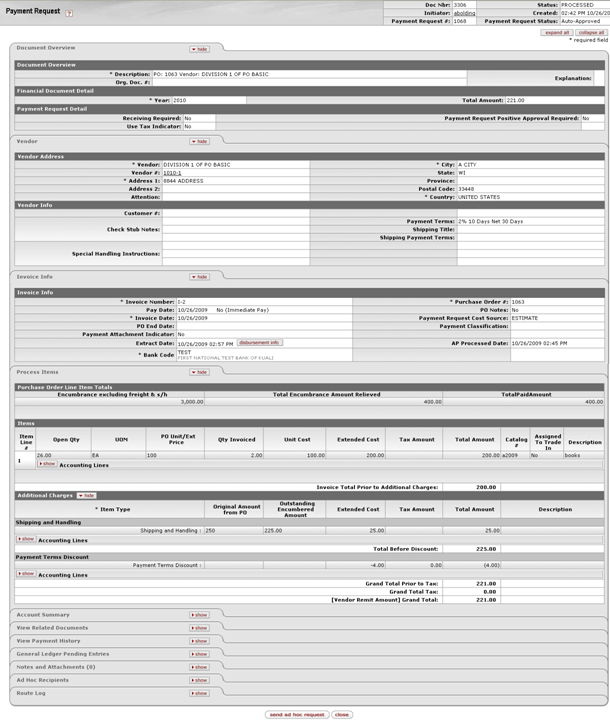 Payment Request
Doc Nbr: 3306 Status: PROCESSED
Initiator: abolding Created: 02:42 PM 10/26/20
Payment Request #: 1068 Payment Request Status: Auto-Approved
expand all collapse all
* required field
Document Overview hide
Document Overview
* Description: PO: 1063 Vendor: DIVISION 1 OF PO BASIC Explanation:
Org. Doc. #:
Financial Document Detail
* Year: 2010 Total Amount: 221.00
Payment Request Detail
Receiving Required: No Payment Request Positive Approval Required: No
Use Tax Indicator: No
Vendor hide
Vendor Address
* Vendor: DIVISION 1 OF PO BASIC * City: A CITY
Vendor #: 1010-1 State: WI
* Address 1: 8844 ADDRESS Province:
Address 2: Postal Code: 33448
Attention: * Country: UNITED STATES
Vendor Info
Customer #:
Payment Terms: 2% 10 Days Net 30 Days
Check Stub Notes: Shipping Title:
Shipping Payment Terms:
Special Handling Instructions:
Invoice Info hide
Invoice Info
* Invoice Number: I-2 * Purchase Order #: 1063
Pay Date: 10/26/2009 No (Immediate Pay) PO Notes: No
* Invoice Date: 10/26/2009 Payment Request Cost Source: ESTIMATE
PO End Date: Payment Classification:
Payment Attachment Indicator: No
Extract Date: 10/26/2009 02:57 PM disbursement info AP Processed Date: 10/26/2009 02:45 PM
* Bank Code TEST
FIRST NATIONAL TEST BANK OF KUALI
Process Items hide
Purchase Order Line Item Totals
Encumbrance excluding freight & s/h Total Encumbrance Amount Relieved TotalPaidAmount
3,000.00 400.00 400.00
Items
Item Line # Open Qty UOM PO Unit/Ext Price Qty Invoiced Unit Cost Extended Cost Tax Amount Total Amount Catalog # Assigned To Trade In Description
1 26.00 EA 100 2.00 100.00 200.00 200.00 a2009 No books
show Accounting Lines
Invoice Total Prior to Additional Charges: 200.00
Additional Charges hide
* Item Type Original Amount from PO Outstanding Encumbered Amount Extended Cost Tax Amount Total Amount Description
Shipping and Handling
Shipping and Handling : 250 225.00 25.00 25.00
show Accounting Lines
Total Before Discount: 225.00
Payment Terms Discount
Payment Terms Discount : -4.00 0.00 (4.00)
show Accounting Lines
Grand Total Prior to Tax: 221.00
Grand Total Tax: 0.00
[Vendor Remit Amount] Grand Total: 221.00
Account Summary show
View Related Documents show
View Payment History show
General Ledger Pending Entries show
Notes and Attachments (0) show
Ad Hoc Recipients show
Route Log show
send ad hoc request close